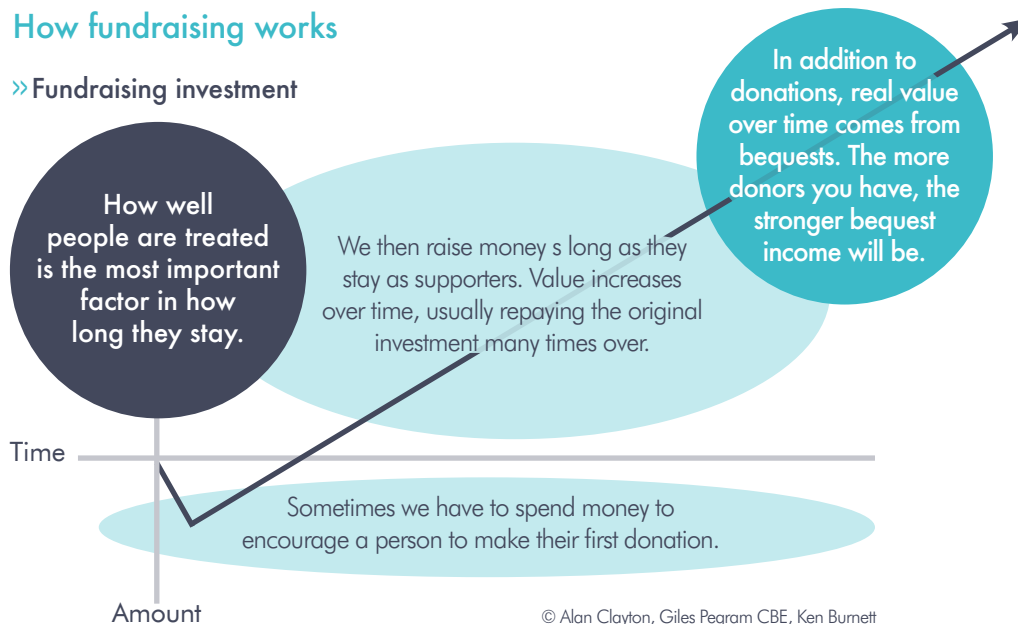 How fundraising works
» Fundraising investment
How well
people are treated
is the most important
factor in how
long they stay.
We then raise money s long as they
stay as supporters. Value increases
over time, usually repaying the original
investment many times over.
In addition to
donations, real value
over time comes from
bequests. The more
donors you have, the
stronger bequest
income will be.
Time
Sometimes we have to spend money to
encourage a person to make their first donation.
Amount
© Alan Clayton, Giles Pegram CBE, Ken Burnett